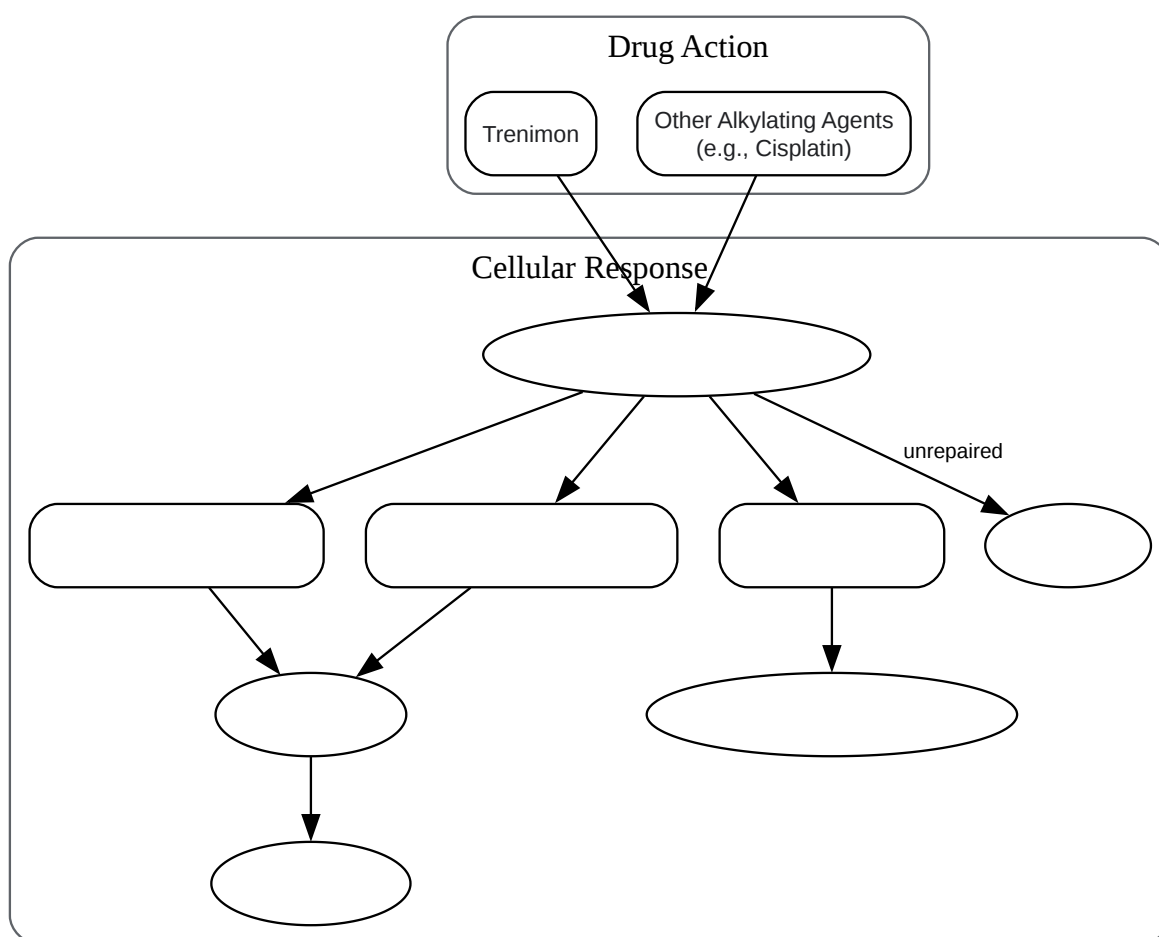 Drug Action
Trenimon
Other Alkylating Agents
(e.g., Cisplatin)
Cellular Response
unrepaired